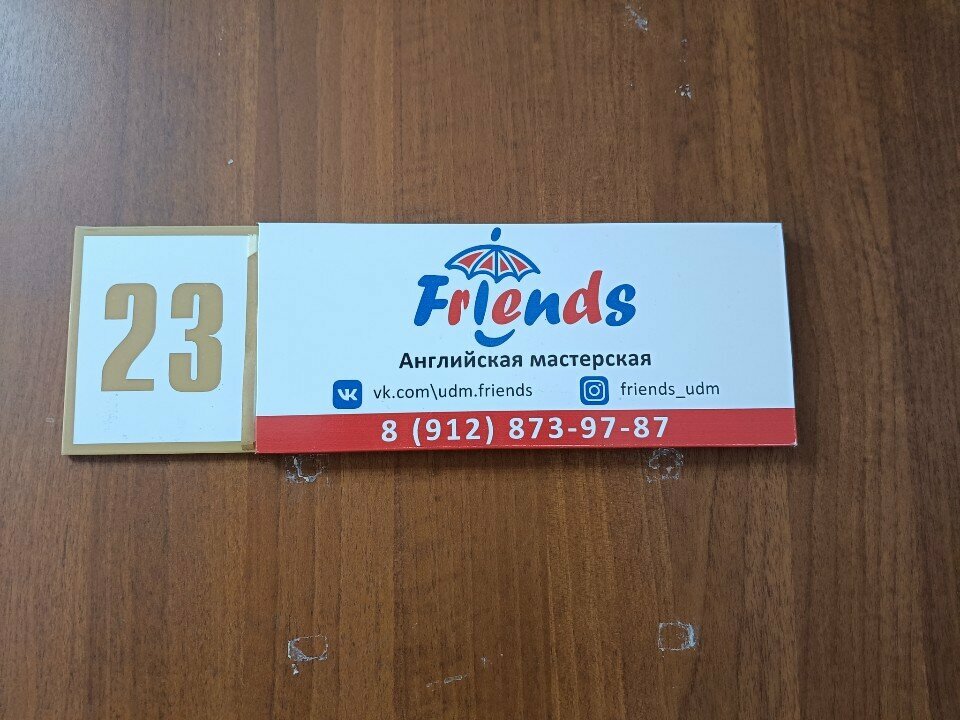 23
Friends
Английская мастерская
vk.com\udm.friends
friends_udm
8 (912) 873-97-87